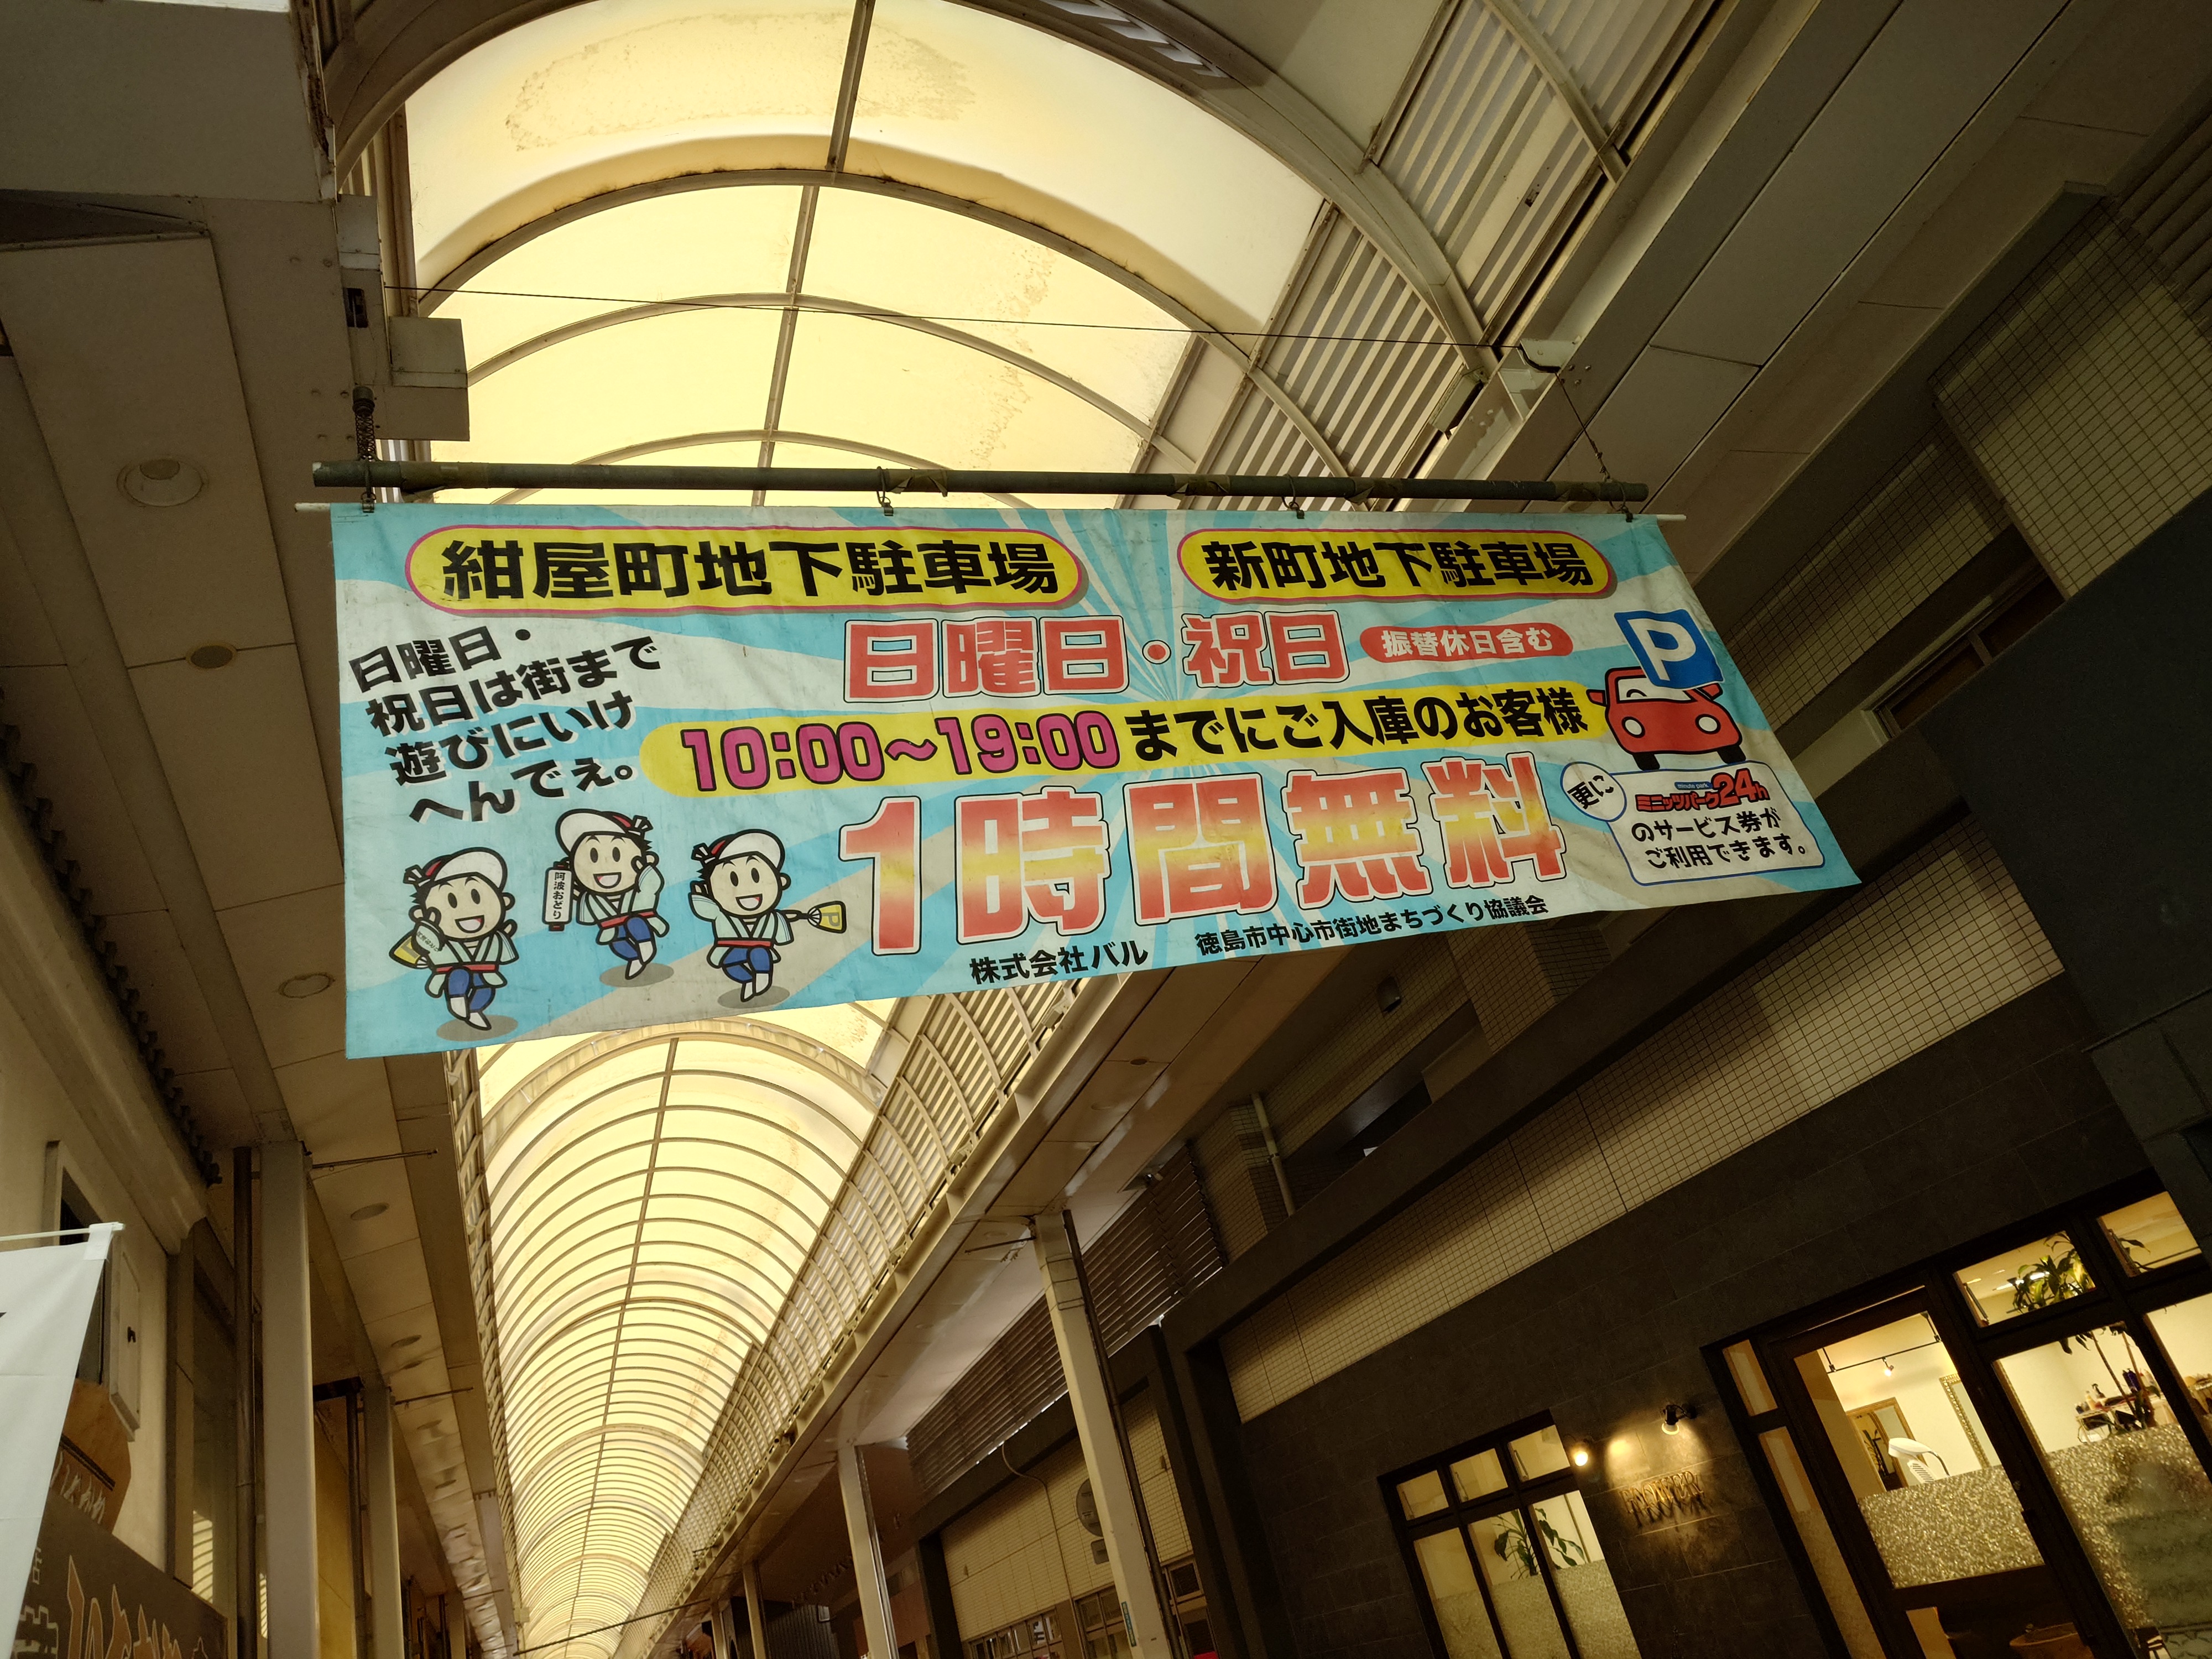 紺屋町地下駐車場
新町地下駐車場
日曜日・
祝日は街まで
遊びにいけ
へんでぇ。
日曜日・祝日
振替休日含む
10:00～19:00までにご入庫のお客様
1時間無料
P
更に
minute park
ミニッツパーク24h
のサービス券が
ご利用できます。
阿波おどり
株式会社バル
徳島市中心市街地まちづくり協議会